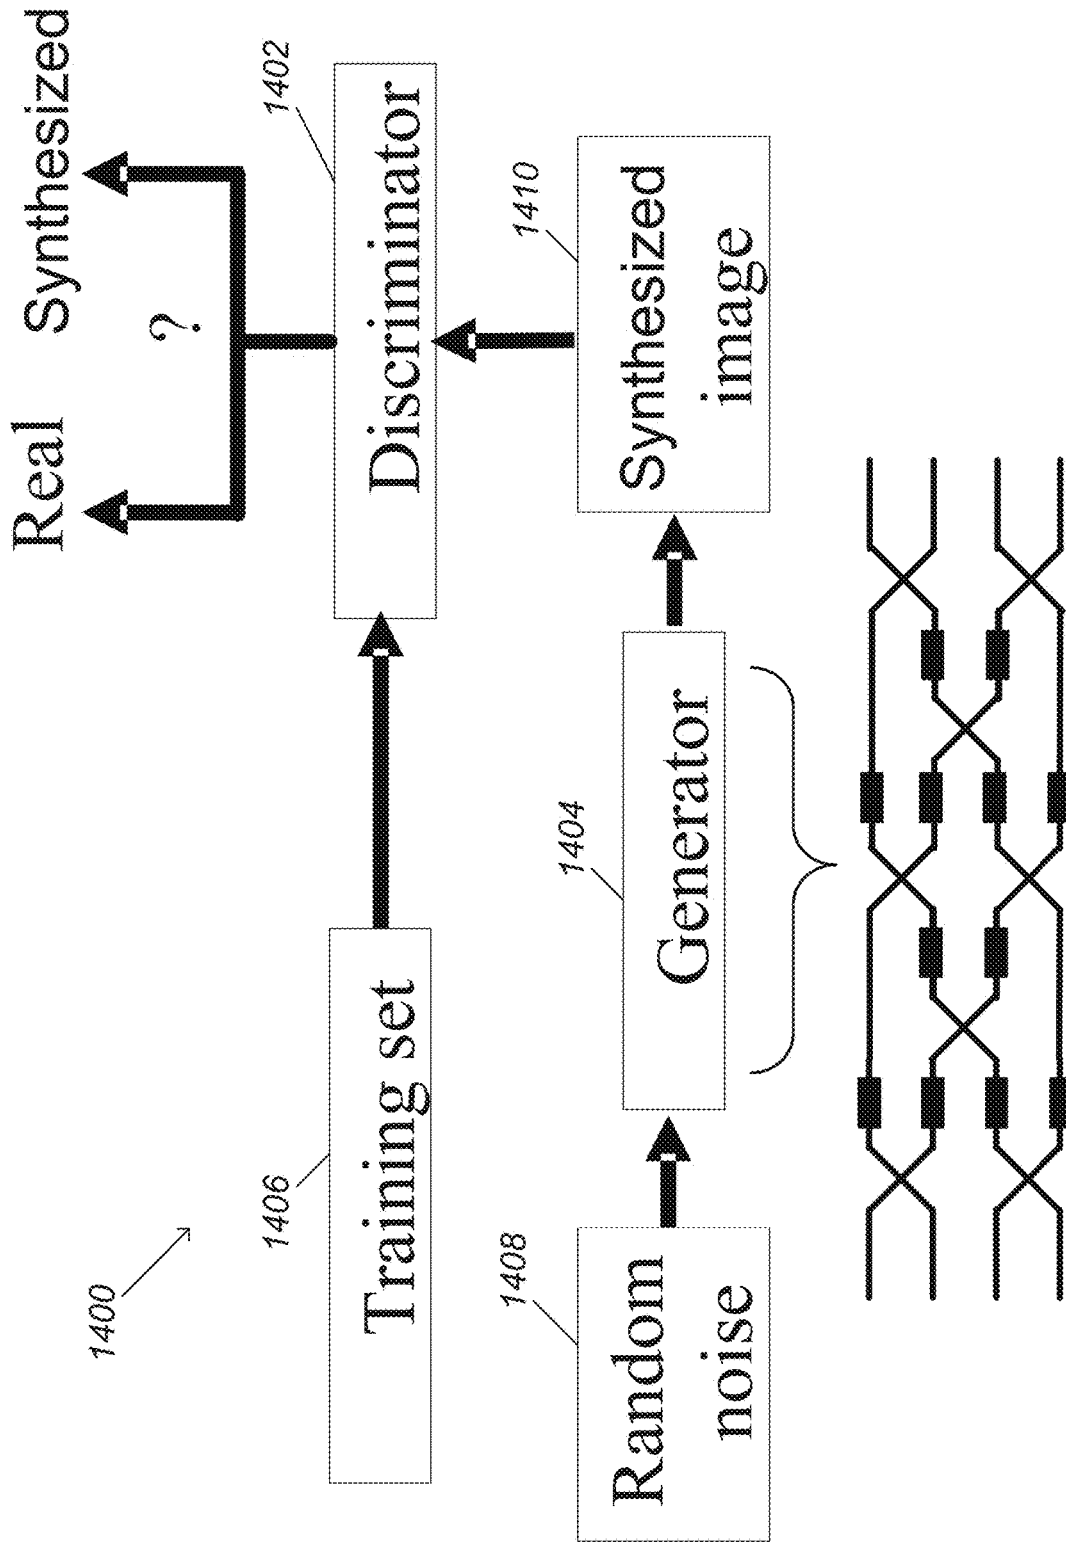 1400
Real
Synthesized
?
1406
Training set
1402
Discriminator
1408
Random
noise
1404
Generator
1410
Synthesized
image